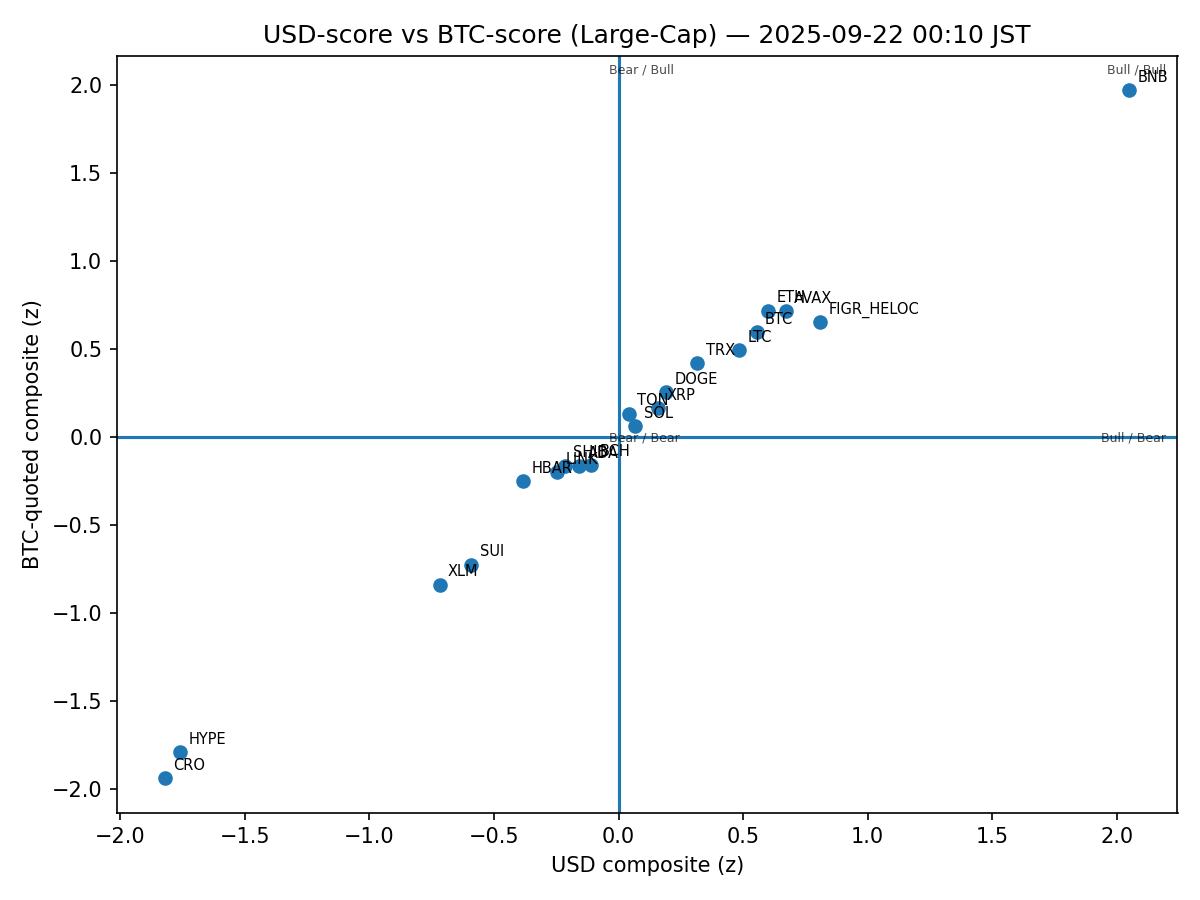 USD-score vs BTC-score (Large-Cap) — 2025-09-22 00:10 JST
Bear / Bull
Bull / Bull
BNB
2.0
1.5
1.0
ETH
AVAX
FIGR_HELOC
BTC
LTC
0.5
TRX
DOGE
XRP
TON
SOL
0.0
Bear / Bear
Bull / Bear
SHIB
ADA
BCH
LINK
HBAR
−0.5
SUI
XLM
−1.0
−1.5
HYPE
CRO
−2.0
BTC-quoted composite (z)
−2.0 −1.5 −1.0 −0.5 0.0 0.5 1.0 1.5 2.0
USD composite (z)